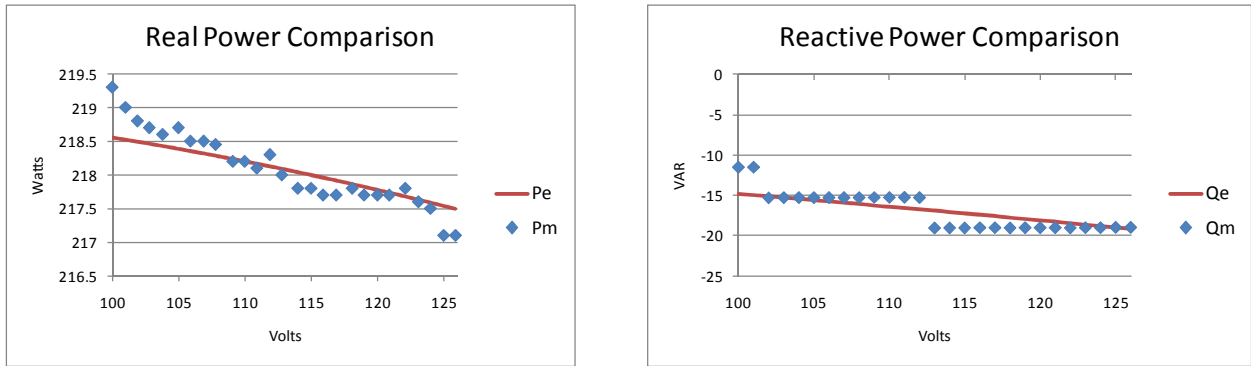 Real Power Comparison
219.5
219
218.5
218
217.5
217
216.5
Watts
100 105 110 115 120 125
Volts
Pe
Pm
Reactive Power Comparison
0
-5
-10
-15
-20
-25
VAR
100 105 110 115 120 125
Volts
Qe
Qm